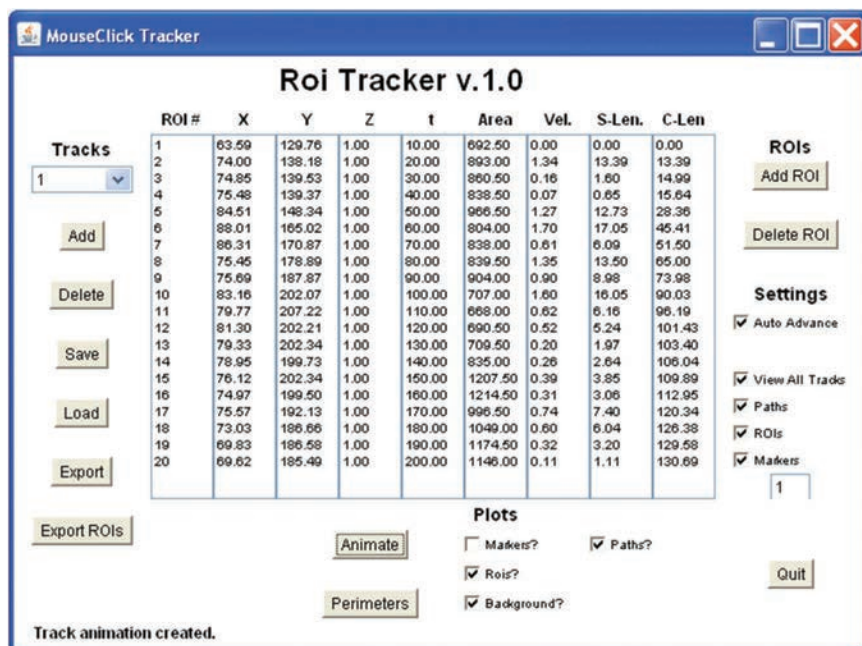 MouseClick Tracker
Roi Tracker v.1.0
ROI # X Y Z t Area Vel. S-Len. C-Len
1 63.59 129.76 1.00 10.00 692.50 0.00 0.00 0.00
2 74.00 138.18 1.00 20.00 893.00 1.34 13.39 13.39
3 74.85 139.53 1.00 30.00 860.50 0.16 1.60 14.99
4 75.48 139.37 1.00 40.00 838.50 0.07 0.65 15.64
5 84.51 148.34 1.00 50.00 966.50 1.27 12.73 28.36
6 88.01 165.02 1.00 60.00 804.00 1.70 17.05 45.41
7 86.31 170.87 1.00 70.00 838.00 0.61 6.09 51.50
8 75.45 178.89 1.00 80.00 839.50 1.35 13.50 65.00
9 75.69 187.87 1.00 90.00 904.00 0.90 8.98 73.98
10 83.16 202.07 1.00 100.00 707.00 1.60 16.05 90.03
11 79.77 207.22 1.00 110.00 668.00 0.62 6.16 96.19
12 81.30 202.21 1.00 120.00 690.50 0.52 5.24 101.43
13 79.33 202.34 1.00 130.00 709.50 0.20 1.97 103.40
14 78.95 199.73 1.00 140.00 835.00 0.26 2.64 106.04
15 76.12 202.34 1.00 150.00 1207.50 0.39 3.85 109.89
16 74.97 199.50 1.00 160.00 1214.50 0.31 3.06 112.95
17 75.57 192.13 1.00 170.00 996.50 0.74 7.40 120.34
18 73.03 186.66 1.00 180.00 1049.00 0.60 6.04 126.38
19 69.83 186.58 1.00 190.00 1174.50 0.32 3.20 129.58
20 69.62 185.49 1.00 200.00 1146.00 0.11 1.11 130.69
Tracks
1
Add
Delete
Save
Load
Export
Export ROIs
ROIs
Add ROI
Delete ROI
Settings
Auto Advance
View All Tracks
Paths
ROIs
Markers
1
Plots
Animate
Markers?
Paths?
Rois?
Perimeters
Background?
Quit
Track animation created.